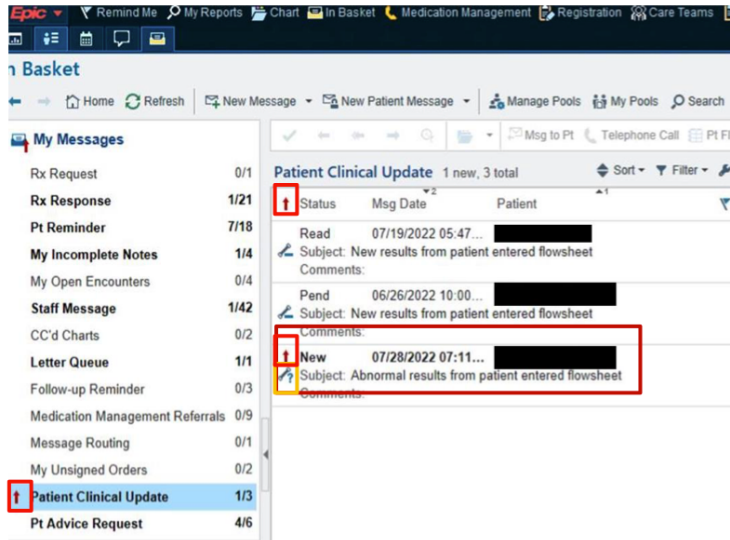 Epic Remind Me My Reports Chart In Basket Medication Management Registration Care Teams
n Basket
Home Refresh New Message New Patient Message Manage Pools My Pools Search
My Messages
Msg to Pt Telephone Call Pt Fl
Rx Request 0/1
Patient Clinical Update 1 new, 3 total Sort Filter
Rx Response 1/21
Status Msg Date 2 Patient 1
Pt Reminder 7/18
Read 07/19/2022 05:47...
My Incomplete Notes 1/4
Subject: New results from patient entered flowsheet
Comments:
My Open Encounters 0/4
Pend 06/26/2022 10:00...
Staff Message 1/42
Subject: New results from patient entered flowsheet
CC'd Charts 0/2
Comments:
Letter Queue 1/1
New 07/28/2022 07:11...
Subject: Abnormal results from patient entered flowsheet
Follow-up Reminder 0/3
Comments:
Medication Management Referrals 0/9
Message Routing 0/1
My Unsigned Orders 0/2
Patient Clinical Update 1/3
Pt Advice Request 4/6